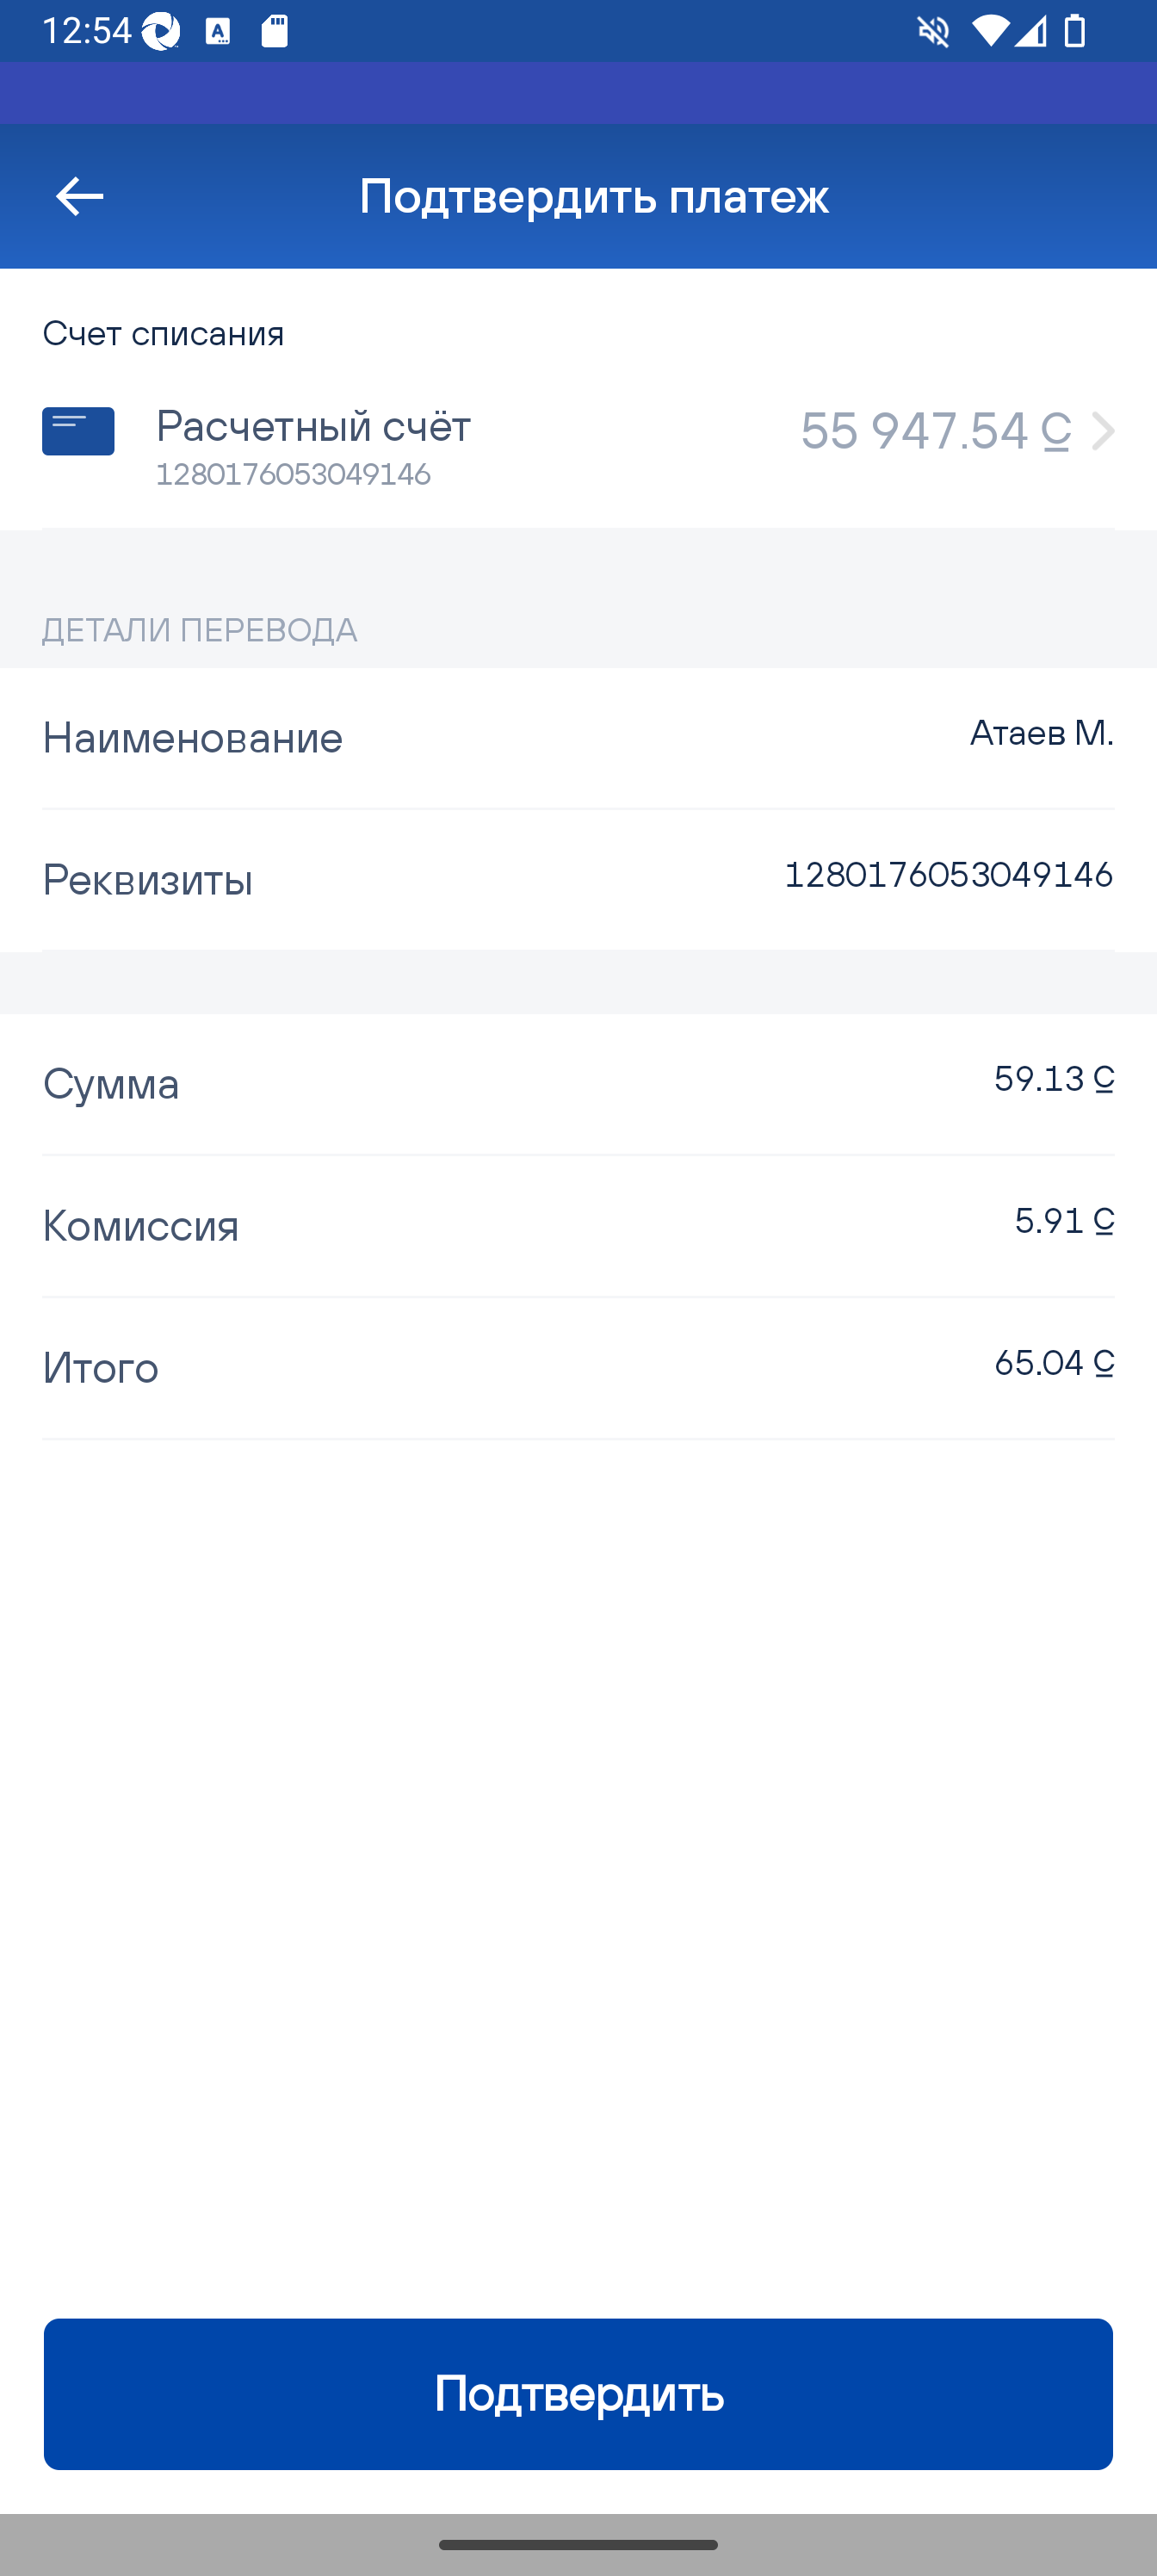 12:54
Подтвердить платеж
Счет списания
Расчетный счёт
55 947.54 С
1280176053049146
ДЕТАЛИ ПЕРЕВОДА
Наименование
Атаев М.
Реквизиты
1280176053049146
Сумма
59.13 С
Комиссия
5.91 С
Итого
65.04 С
Подтвердить